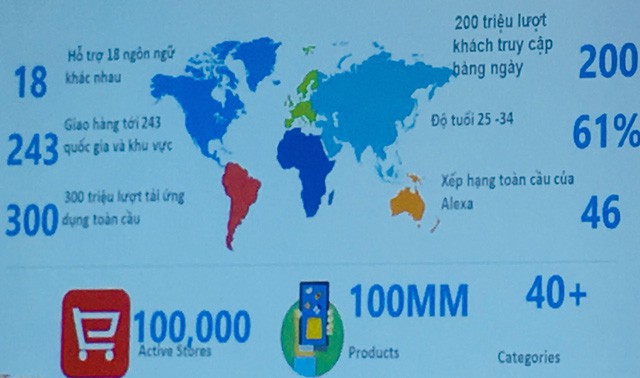 18
Hỗ trợ 18 ngôn ngữ
khác nhau
243
Giao hàng tới 243
quốc gia và khu vực
300
300 triệu lượt tải ứng
dụng toàn cầu
200 triệu lượt
khách truy cập
hàng ngày
200
Độ tuổi 25 -34
61%
Xếp hạng toàn cầu của
Alexa
46
100,000
Active Stores
100MM
Products
40+
Categories